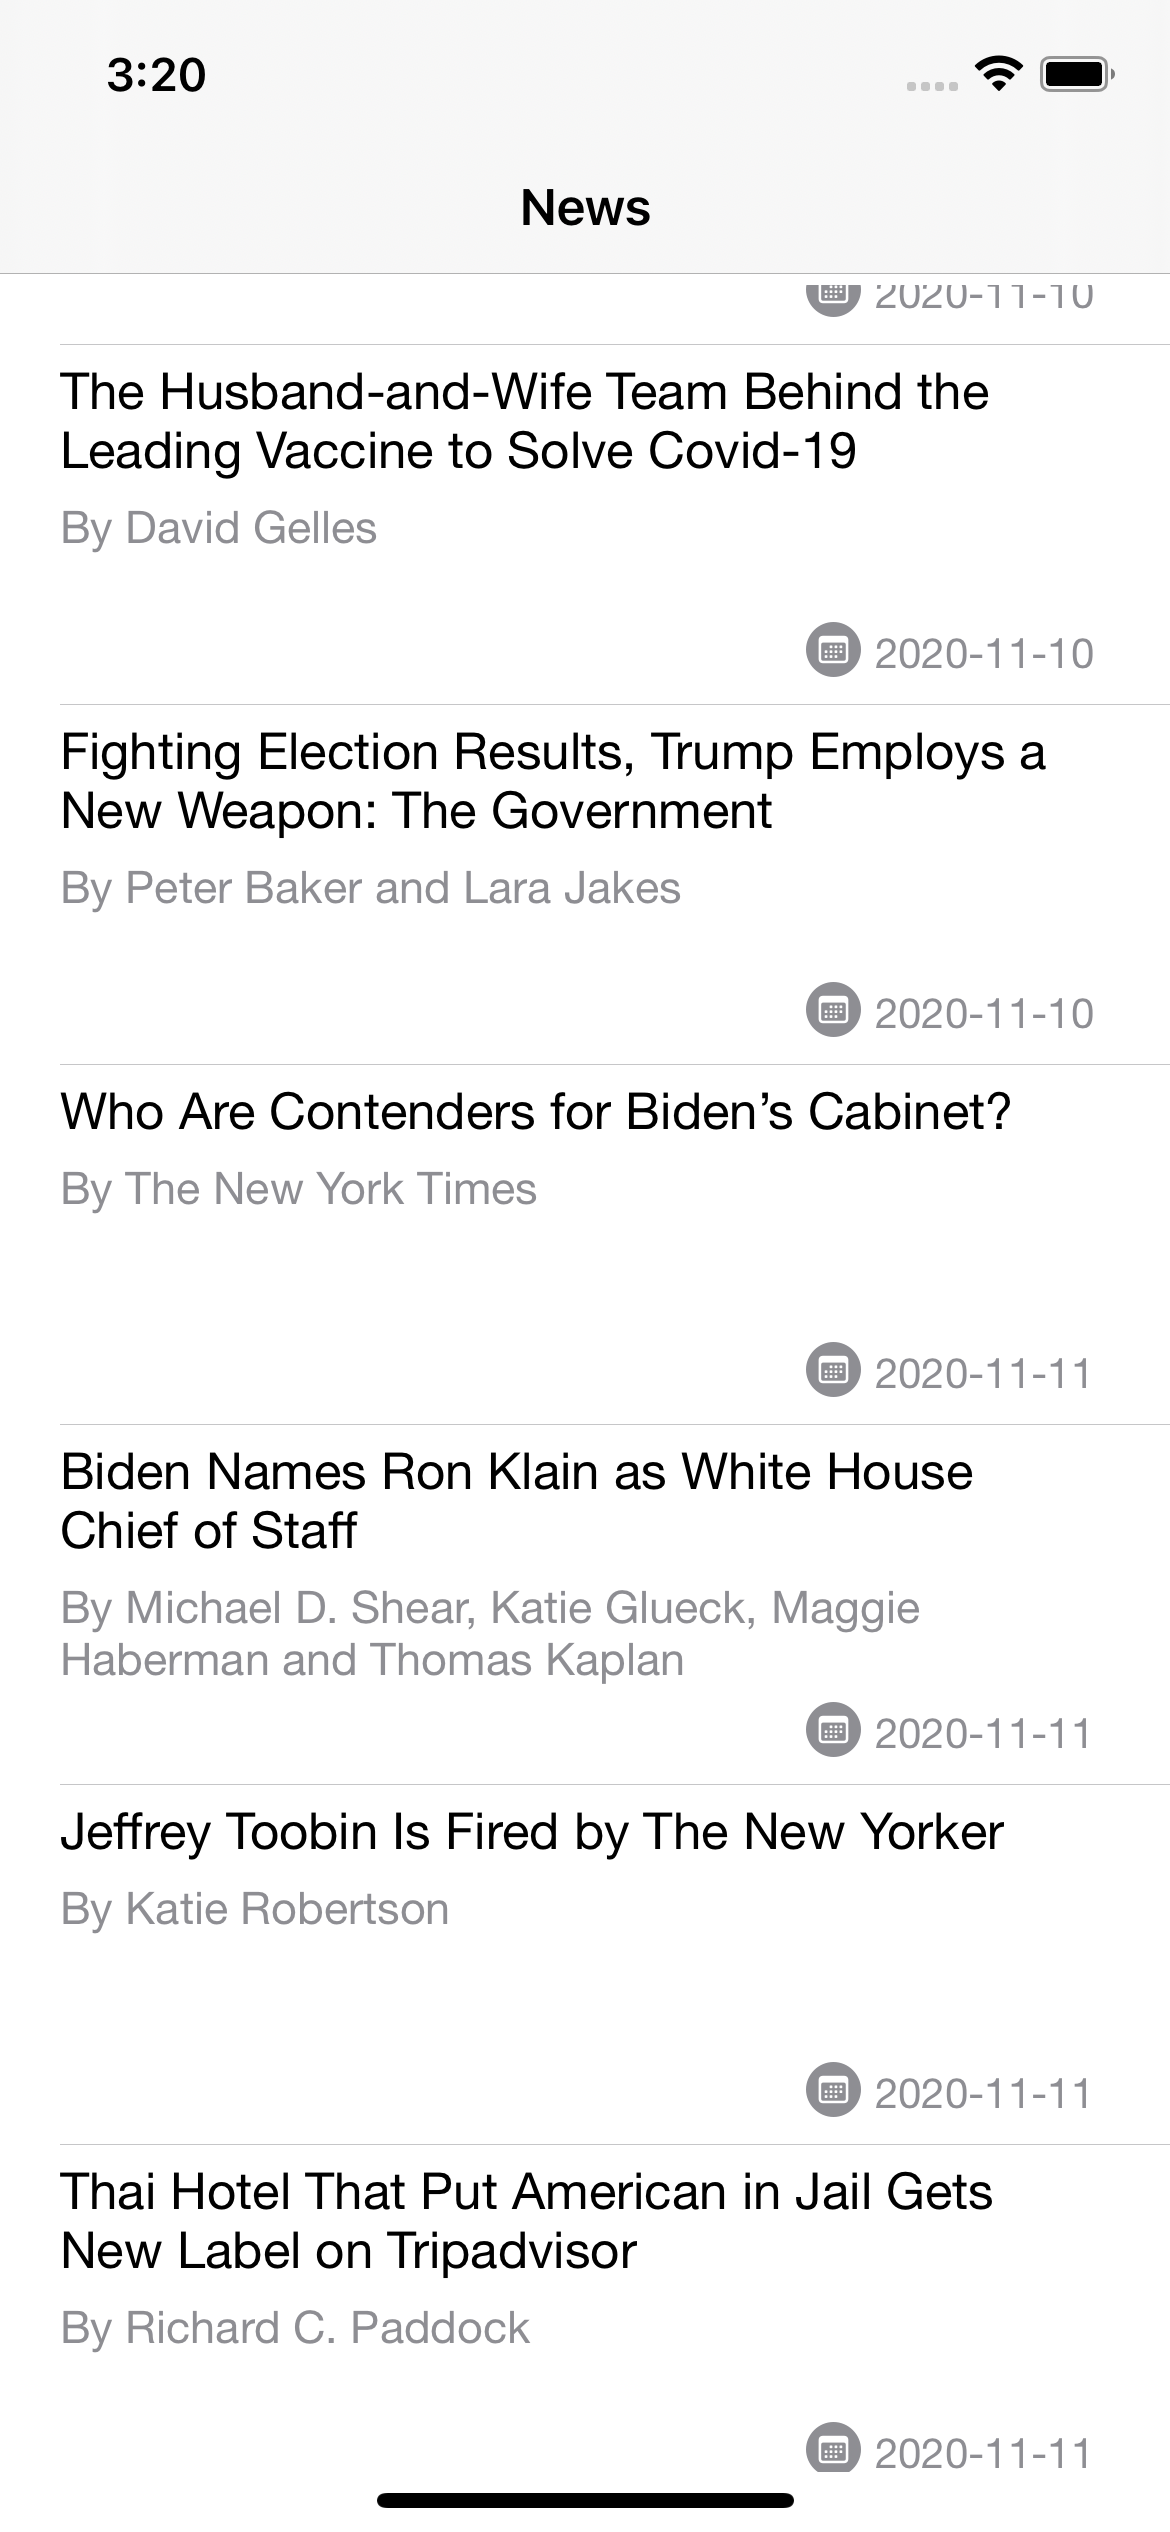 3:20
News
2020-11-10
The Husband-and-Wife Team Behind the
Leading Vaccine to Solve Covid-19
By David Gelles
2020-11-10
Fighting Election Results, Trump Employs a
New Weapon: The Government
By Peter Baker and Lara Jakes
2020-11-10
Who Are Contenders for Biden’s Cabinet?
By The New York Times
2020-11-11
Biden Names Ron Klain as White House
Chief of Staff
By Michael D. Shear, Katie Glueck, Maggie
Haberman and Thomas Kaplan
2020-11-11
Jeffrey Toobin Is Fired by The New Yorker
By Katie Robertson
2020-11-11
Thai Hotel That Put American in Jail Gets
New Label on Tripadvisor
By Richard C. Paddock
2020-11-11